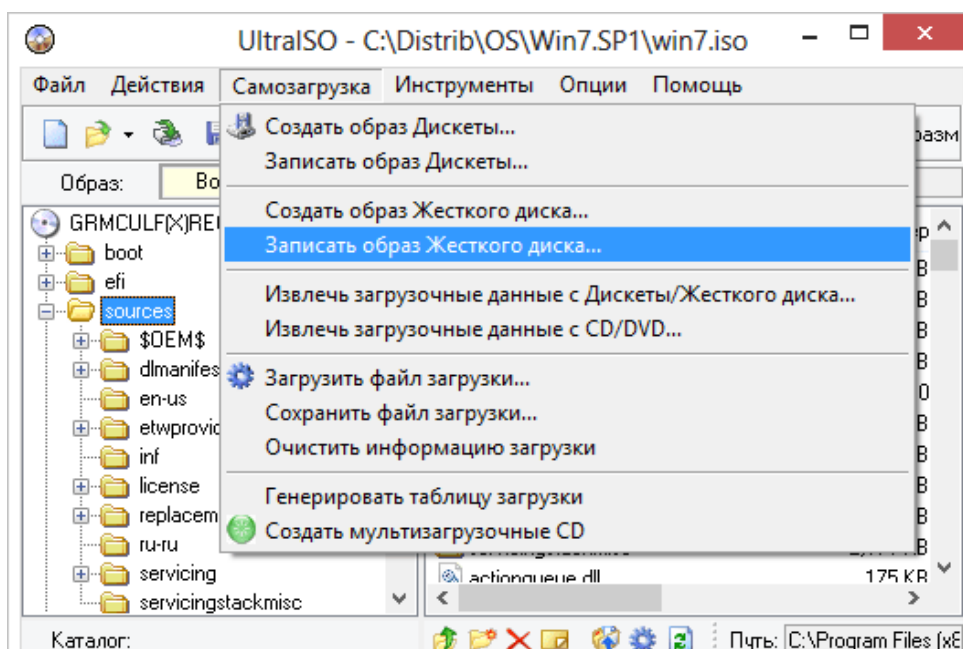 UltraISO - C:\Distrib\OS\Win7.SP1\win7.iso
Файл Действия Самозагрузка Инструменты Опции Помощь
Создать образ Дискеты...
Записать образ Дискеты...
Образ:
Создать образ Жесткого диска...
Записать образ Жесткого диска...
Извлечь загрузочные данные с Дискеты/Жесткого диска...
Извлечь загрузочные данные с CD/DVD...
Загрузить файл загрузки...
Сохранить файл загрузки...
Очистить информацию загрузки
Генерировать таблицу загрузки
Создать мультизагрузочные CD
boot
efi
sources
$OEM$
en-us
inf
license
ru-ru
servicing
servicingstackmisc
actionqueue.dll 175 KB
Каталог:
Путь: C:\Program Files (x8